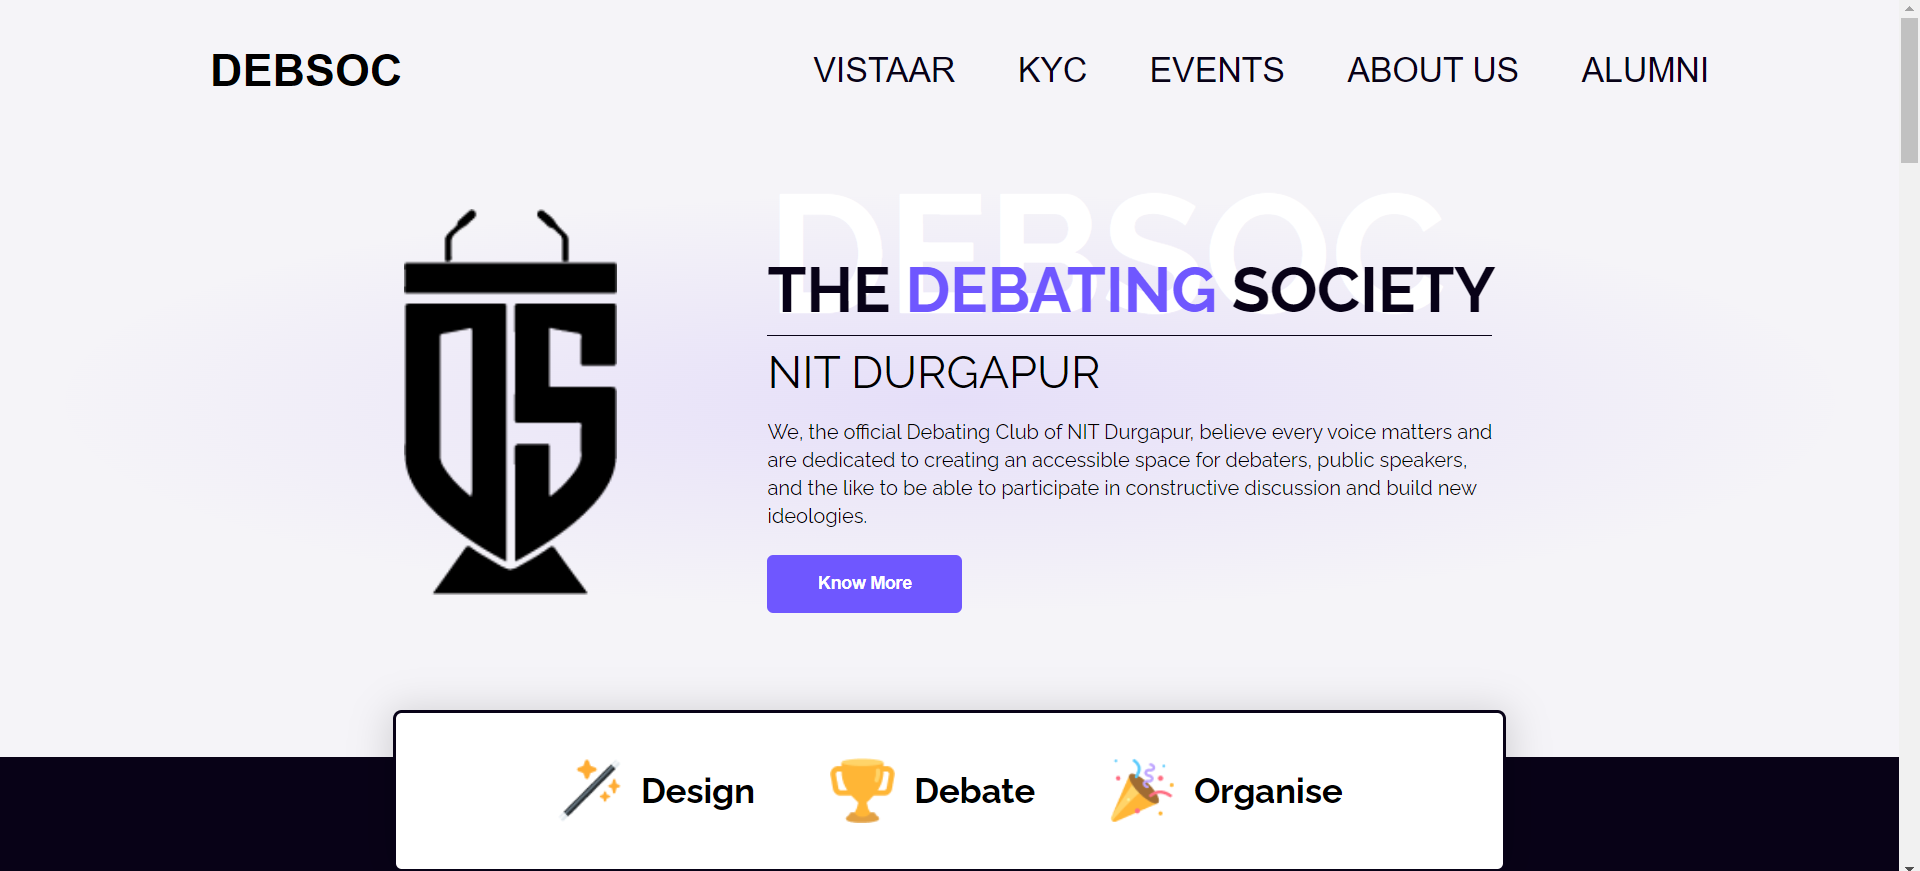 DEBSOC
VISTAAR KYC EVENTS ABOUT US ALUMNI
DEBSOC
THE DEBATING SOCIETY
NIT DURGAPUR
We, the official Debating Club of NIT Durgapur, believe every voice matters and
are dedicated to creating an accessible space for debaters, public speakers,
and the like to be able to participate in constructive discussion and build new
ideologies.
Know More
Design Debate Organise
DS